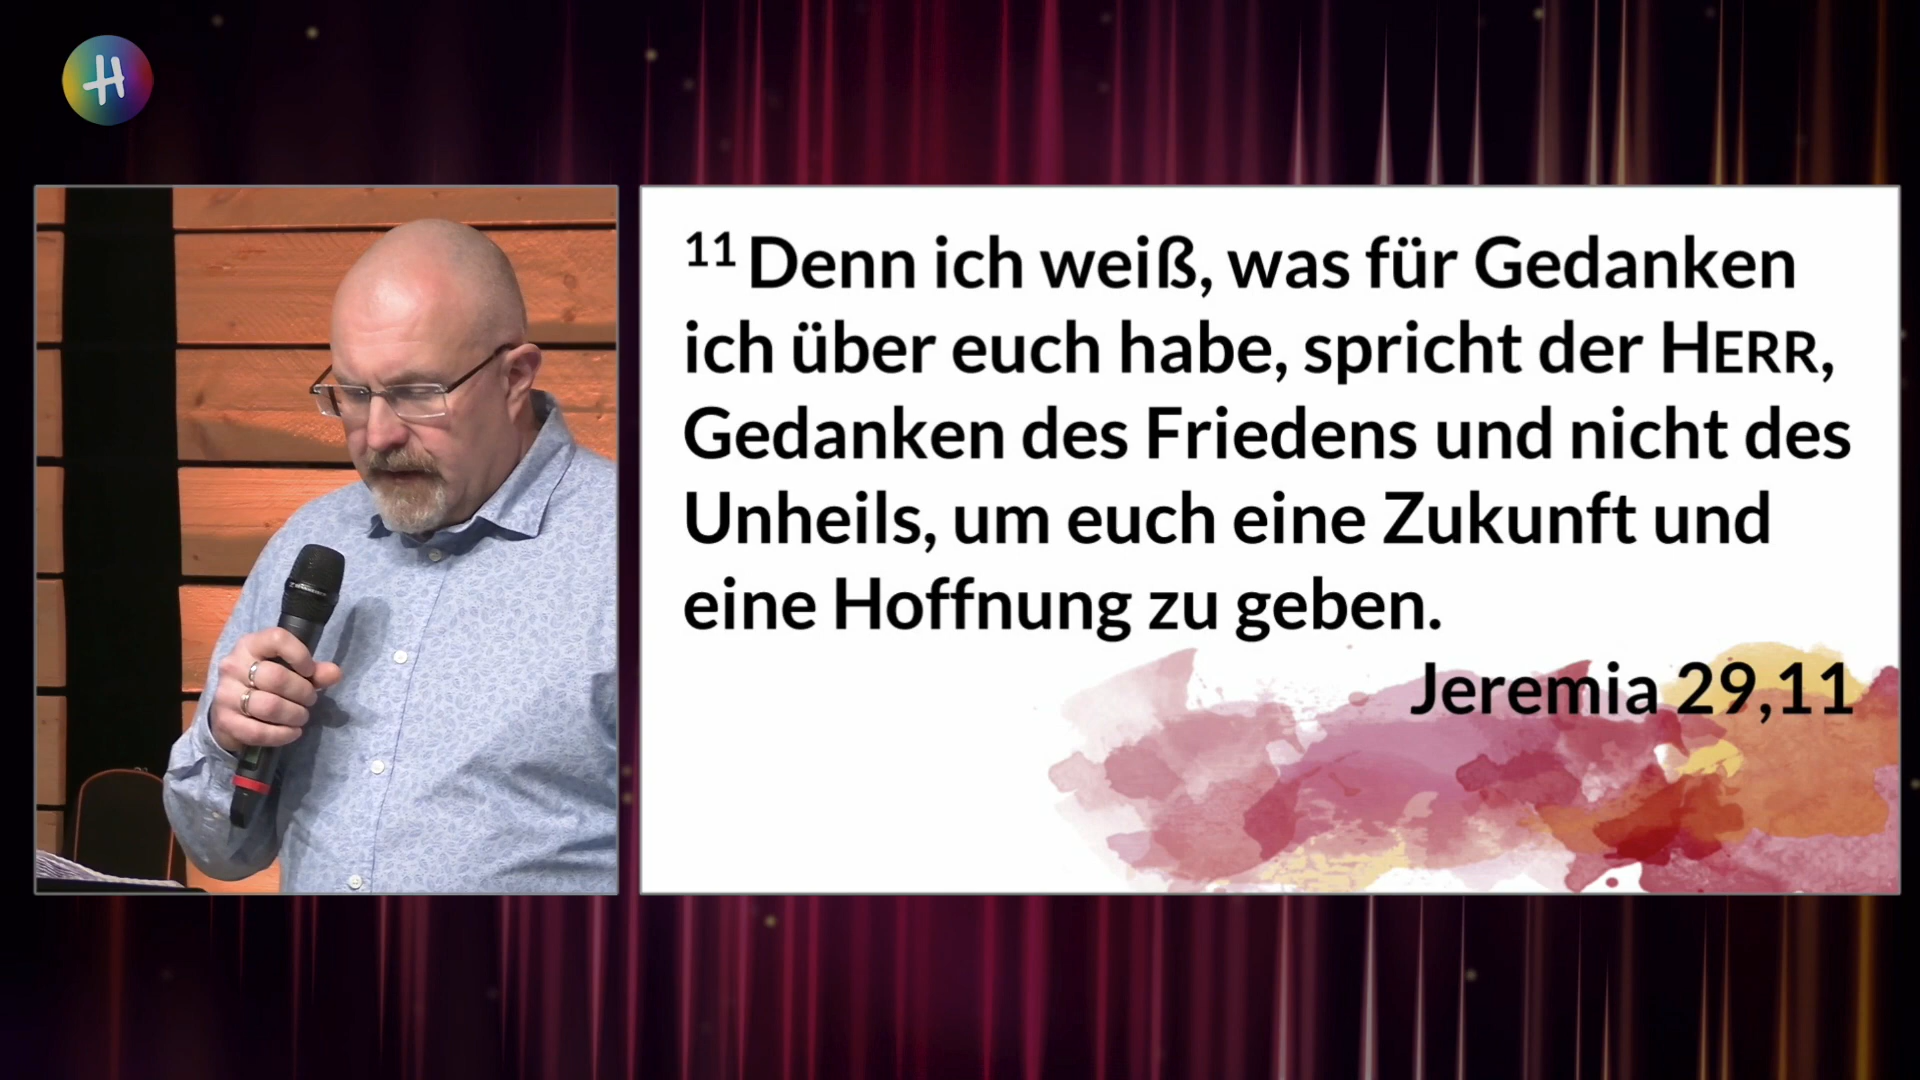 H
11 Denn ich weiß, was für Gedanken
ich über euch habe, spricht der HERR,
Gedanken des Friedens und nicht des
Unheils, um euch eine Zukunft und
eine Hoffnung zu geben.
Jeremia 29,11